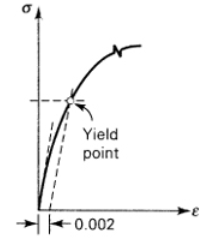 σ
Yield
point
ε
0.002